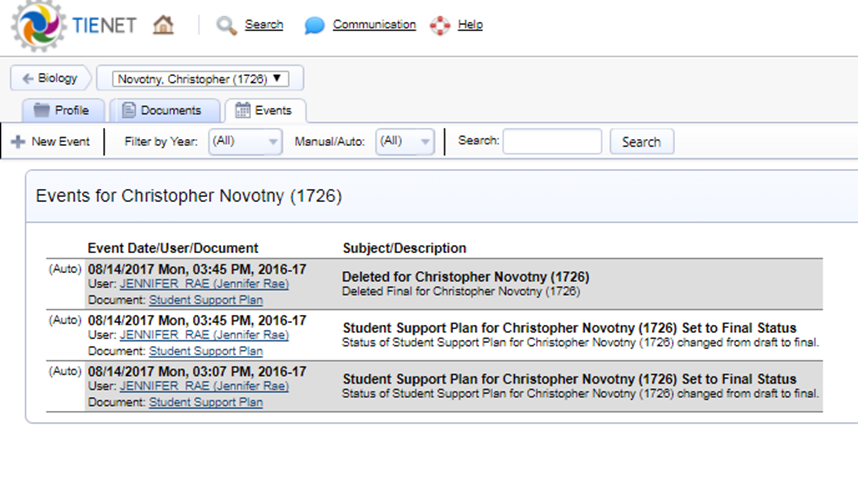 TIENET Search Communication Help
Biology Novotny, Christopher (1726)
Profile Documents Events
New Event Filter by Year: (All) Manual/Auto: (All) Search: Search
Events for Christopher Novotny (1726)
Event Date/User/Document Subject/Description
(Auto) 08/14/2017 Mon, 03:45 PM, 2016-17
User: JENNIFER_RAE (Jennifer Rae)
Document: Student Support Plan
Deleted for Christopher Novotny (1726)
Deleted Final for Christopher Novotny (1726)
(Auto) 08/14/2017 Mon, 03:45 PM, 2016-17
User: JENNIFER_RAE (Jennifer Rae)
Document: Student Support Plan
Student Support Plan for Christopher Novotny (1726) Set to Final Status
Status of Student Support Plan for Christopher Novotny (1726) changed from draft to final.
(Auto) 08/14/2017 Mon, 03:07 PM, 2016-17
User: JENNIFER_RAE (Jennifer Rae)
Document: Student Support Plan
Student Support Plan for Christopher Novotny (1726) Set to Final Status
Status of Student Support Plan for Christopher Novotny (1726) changed from draft to final.